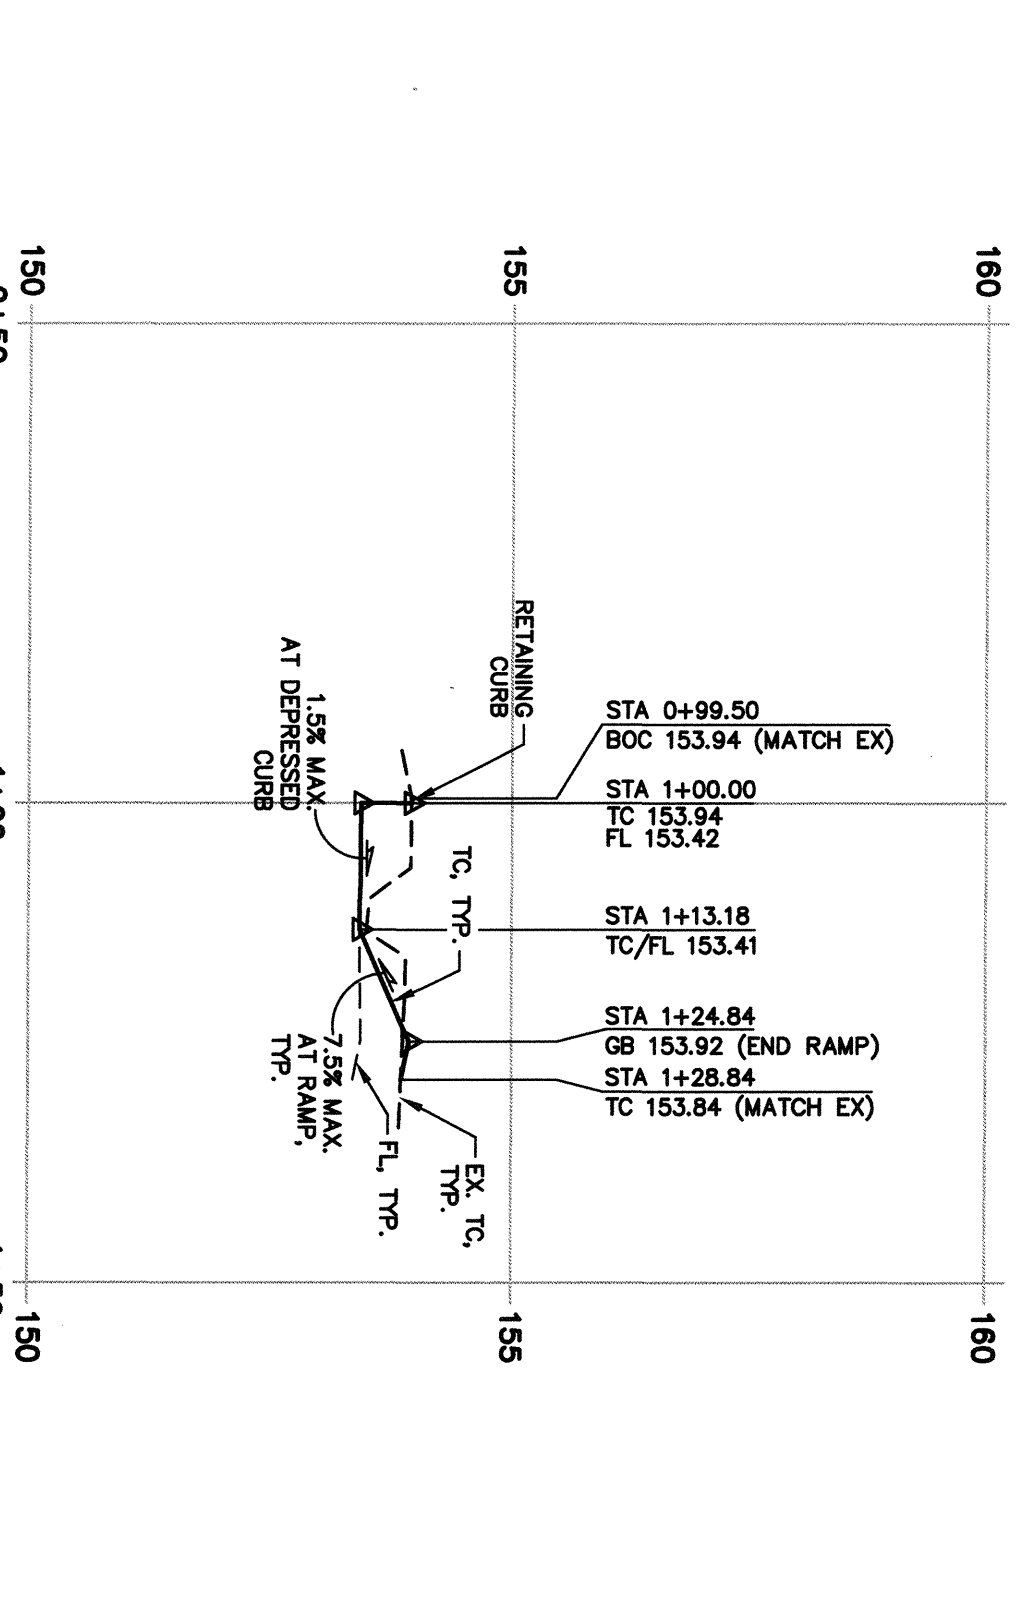 160
160
155
155
150
150
STA 0+99.50
BOC 153.94 (MATCH EX)
STA 1+00.00
TC 153.94
FL 153.42
STA 1+13.18
TC/FL 153.41
STA 1+24.84
GB 153.92 (END RAMP)
STA 1+28.84
TC 153.84 (MATCH EX)
RETAINING
CURB
TC, TYP.
EX. TC,
TYP.
FL, TYP.
1.5% MAX.
AT DEPRESSED
CURB
7.5% MAX.
AT RAMP,
TYP.